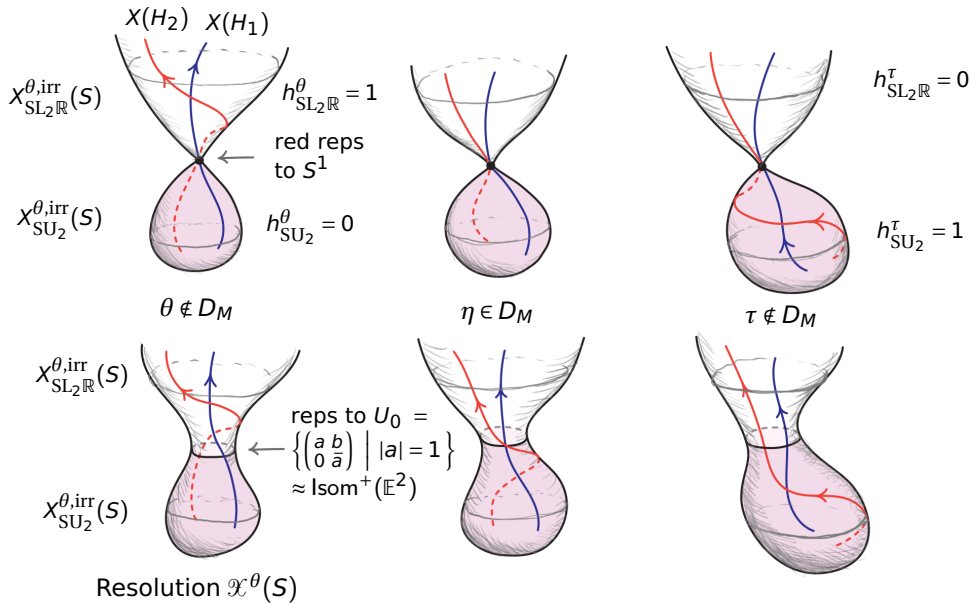 X(H₂) X(H₁)
X^{θ,irr}_{SL₂ℝ}(S)
h^θ_{SL₂ℝ} = 1
h^τ_{SL₂ℝ} = 0
red reps
to S¹
X^{θ,irr}_{SU₂}(S)
h^θ_{SU₂} = 0
h^τ_{SU₂} = 1
θ ∉ D_M
η ∈ D_M
τ ∉ D_M
X^{θ,irr}_{SL₂ℝ}(S)
reps to U₀ =
{(a b
0 ā) | |a| = 1}
≈ Isom⁺(𝔼²)
X^{θ,irr}_{SU₂}(S)
Resolution 𝒳^θ(S)